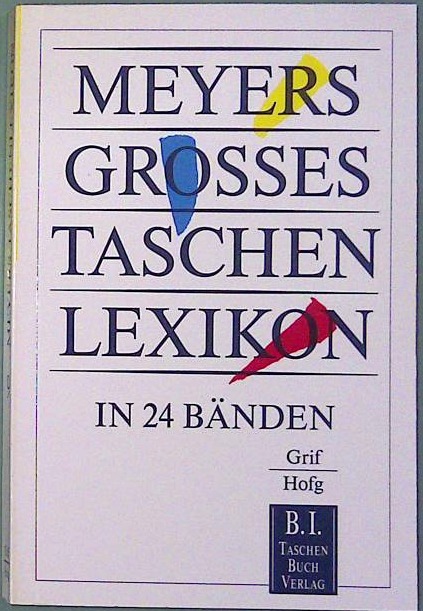 MEYERS
GROSSES
TASCHEN
LEXIKON
IN 24 BÄNDEN
Grif
Hofg
B.I.
TASCHEN
BUCH
VERLAG